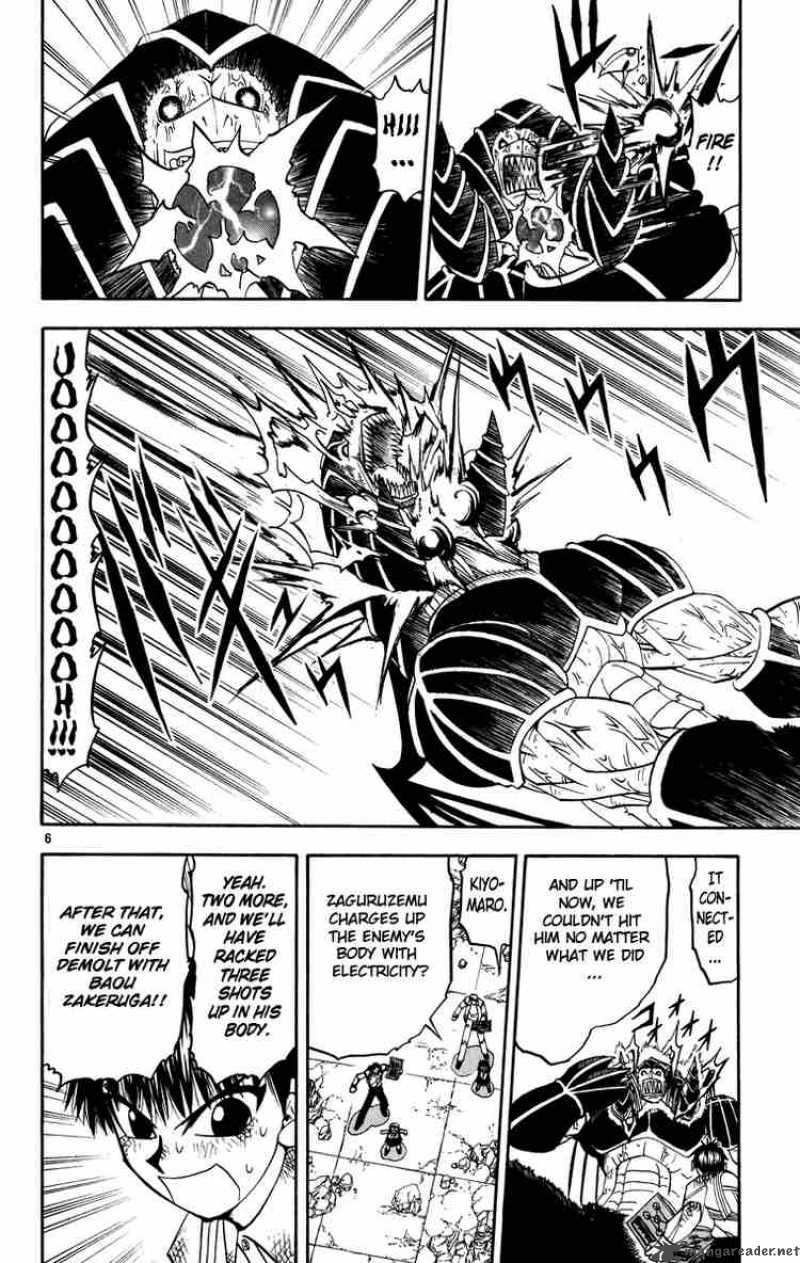 FIRE
!!
HIII
...
UOOOOOOOOOH!!!
6
IT
CON-
NECT-
ED
...
AND UP 'TIL
NOW, WE
COULDN'T HIT
HIM NO MATTER
WHAT WE DID
...
KIYO-
MARO.
ZAGURUZEMU
CHARGES UP
THE ENEMY'S
BODY WITH
ELECTRICITY?
YEAH.
TWO MORE,
AND WE'LL
HAVE
RACKED
THREE
SHOTS
UP IN HIS
BODY.
AFTER THAT,
WE CAN
FINISH OFF
DEMOLT WITH
BAOU
ZAKERUGA!!
mangareader.net